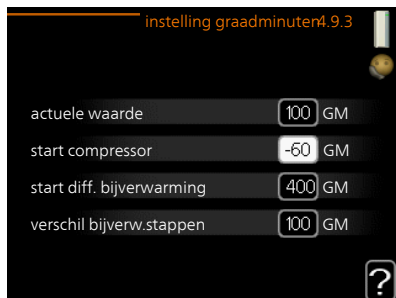 instelling graadminuten4.9.3
actuele waarde 100 GM
start compressor -60 GM
start diff. bijverwarming 400 GM
verschil bijverw.stappen 100 GM
?